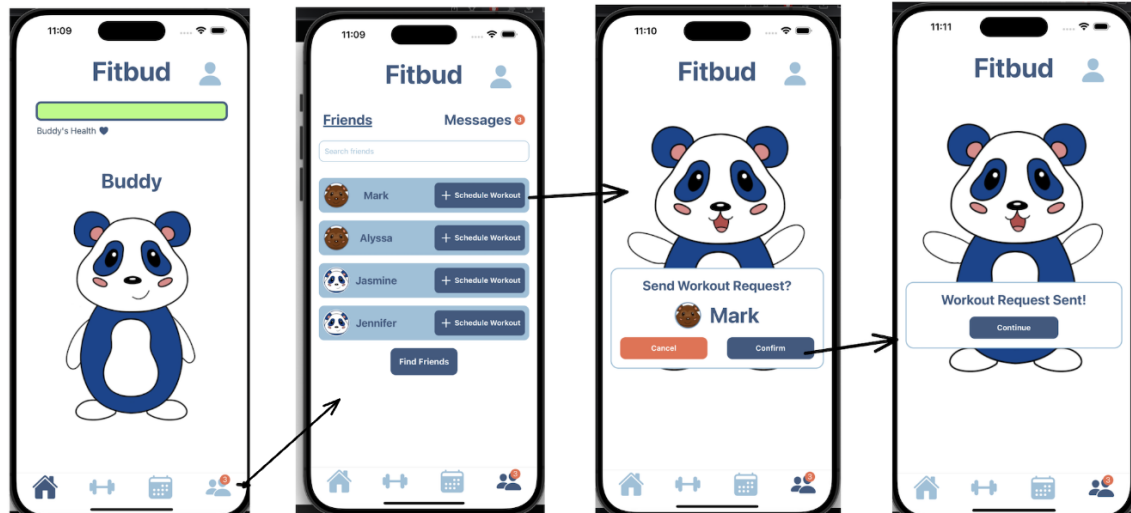 11:09
Fitbud
Buddy's Health
Buddy
3
11:09
Fitbud
Friends
Messages 3
Search friends
Mark
+ Schedule Workout
Alyssa
+ Schedule Workout
Jasmine
+ Schedule Workout
Jennifer
+ Schedule Workout
Find Friends
3
11:10
Fitbud
Send Workout Request?
Mark
Cancel
Confirm
3
11:11
Fitbud
Workout Request Sent!
Continue
3